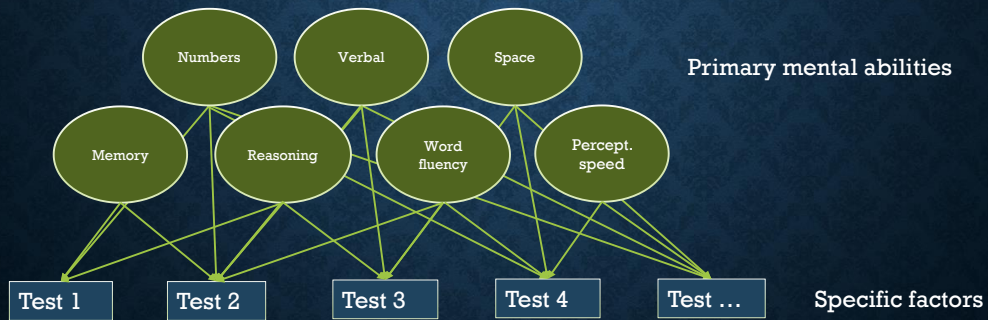 Numbers
Verbal
Space
Primary mental abilities
Memory
Reasoning
Word
fluency
Percept.
speed
Test 1
Test 2
Test 3
Test 4
Test …
Specific factors